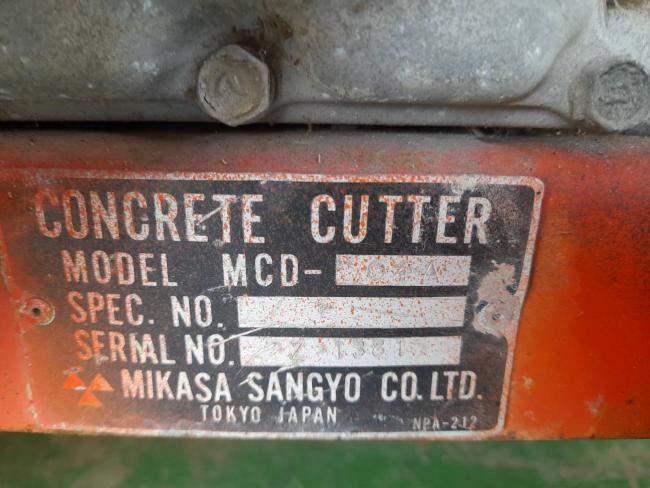 CONCRETE CUTTER
MODEL MCD-
SPEC. NO.
SERIAL NO.
MIKASA SANGYO CO. LTD.
TOKYO JAPAN NPA-212